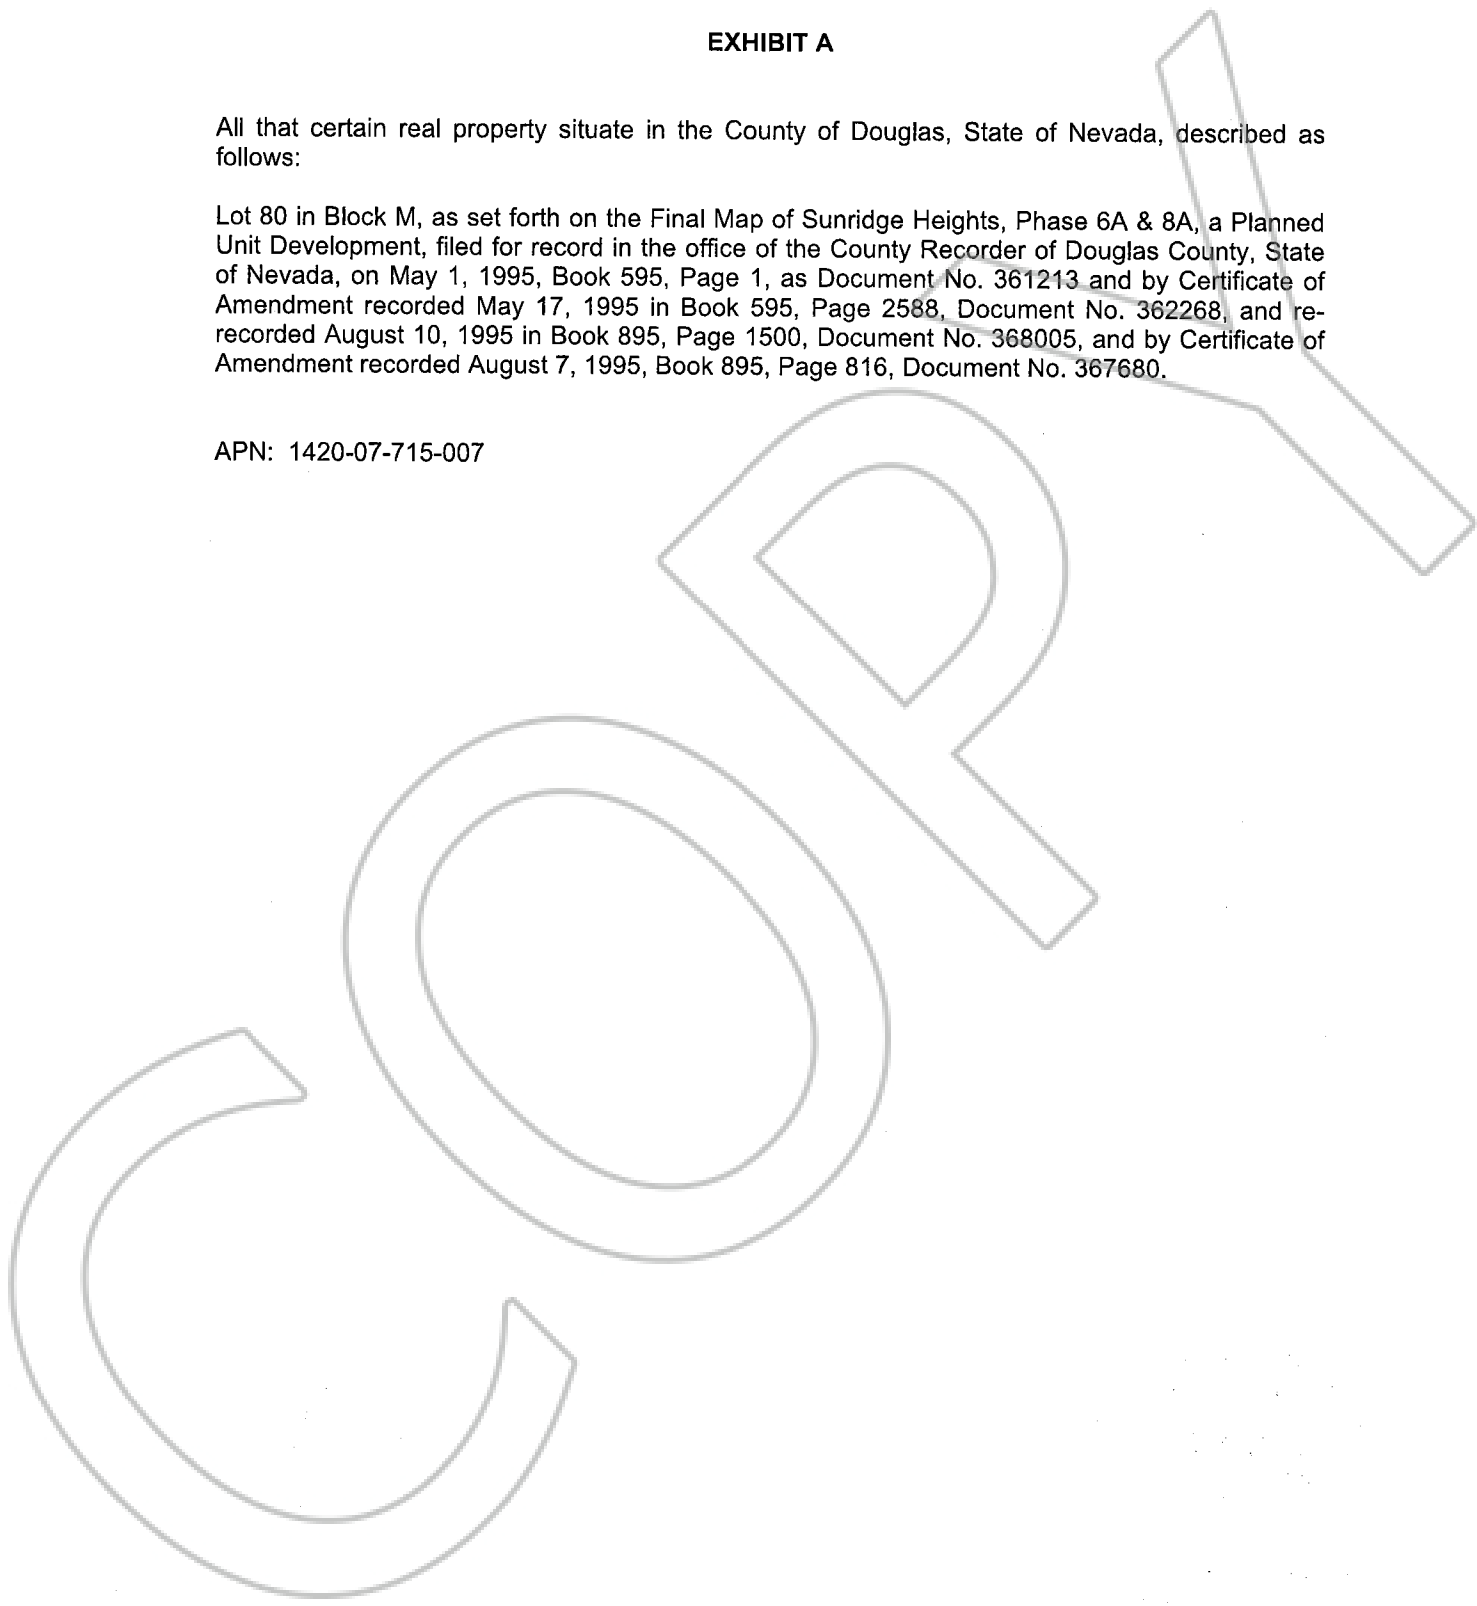 EXHIBIT A
All that certain real property situate in the County of Douglas, State of Nevada, described as
follows:
Lot 80 in Block M, as set forth on the Final Map of Sunridge Heights, Phase 6A & 8A, a Planned
Unit Development, filed for record in the office of the County Recorder of Douglas County, State
of Nevada, on May 1, 1995, Book 595, Page 1, as Document No. 361213 and by Certificate of
Amendment recorded May 17, 1995 in Book 595, Page 2588, Document No. 362268, and re-
recorded August 10, 1995 in Book 895, Page 1500, Document No. 368005, and by Certificate of
Amendment recorded August 7, 1995, Book 895, Page 816, Document No. 367680.
APN: 1420-07-715-007
COPY